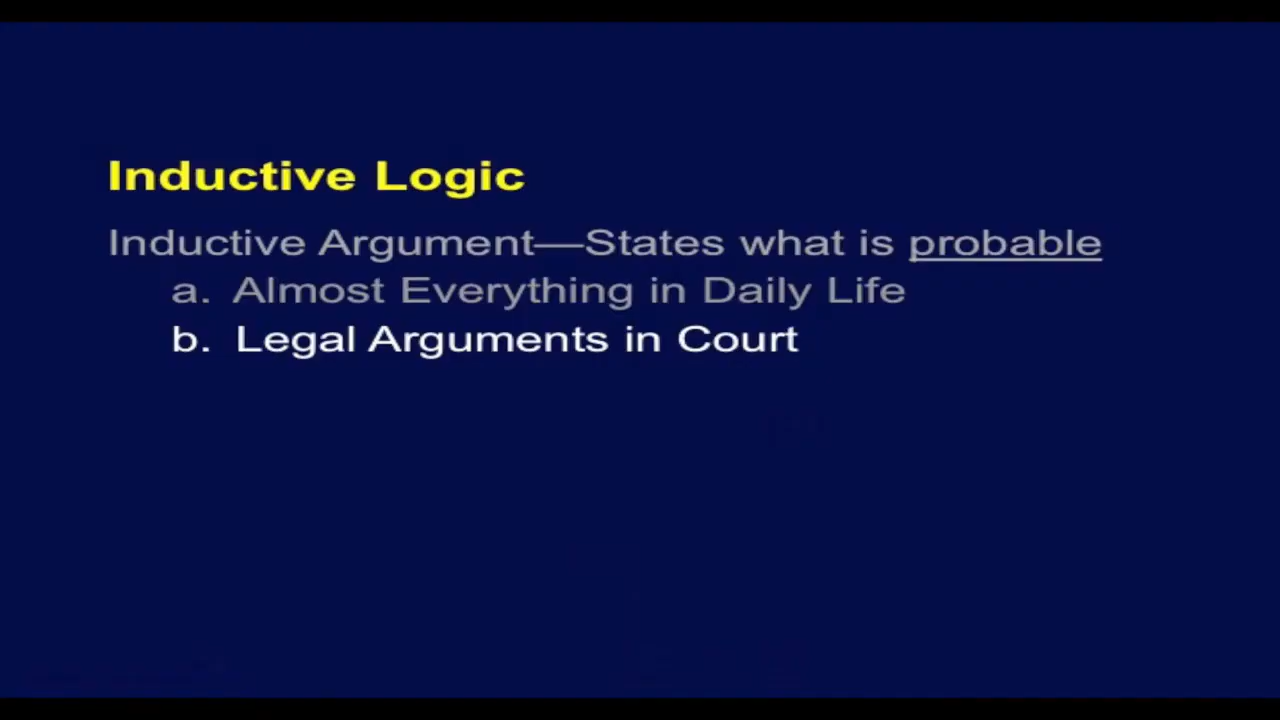 Inductive Logic
Inductive Argument—States what is probable
a. Almost Everything in Daily Life
b. Legal Arguments in Court